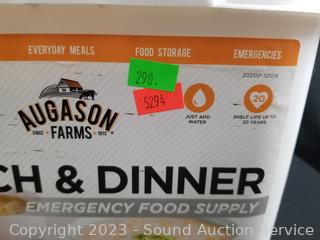 EVERYDAY MEALS
FOOD STORAGE
EMERGENCIES
290.
S294
AUGASON
FARMS
SINCE
1972
JUST ADD
WATER
20
SHELF LIFE UP TO
20 YEARS
CH & DINNER
EMERGENCY FOOD SUPPLY
Copyright 2023 - Sound Auction Service